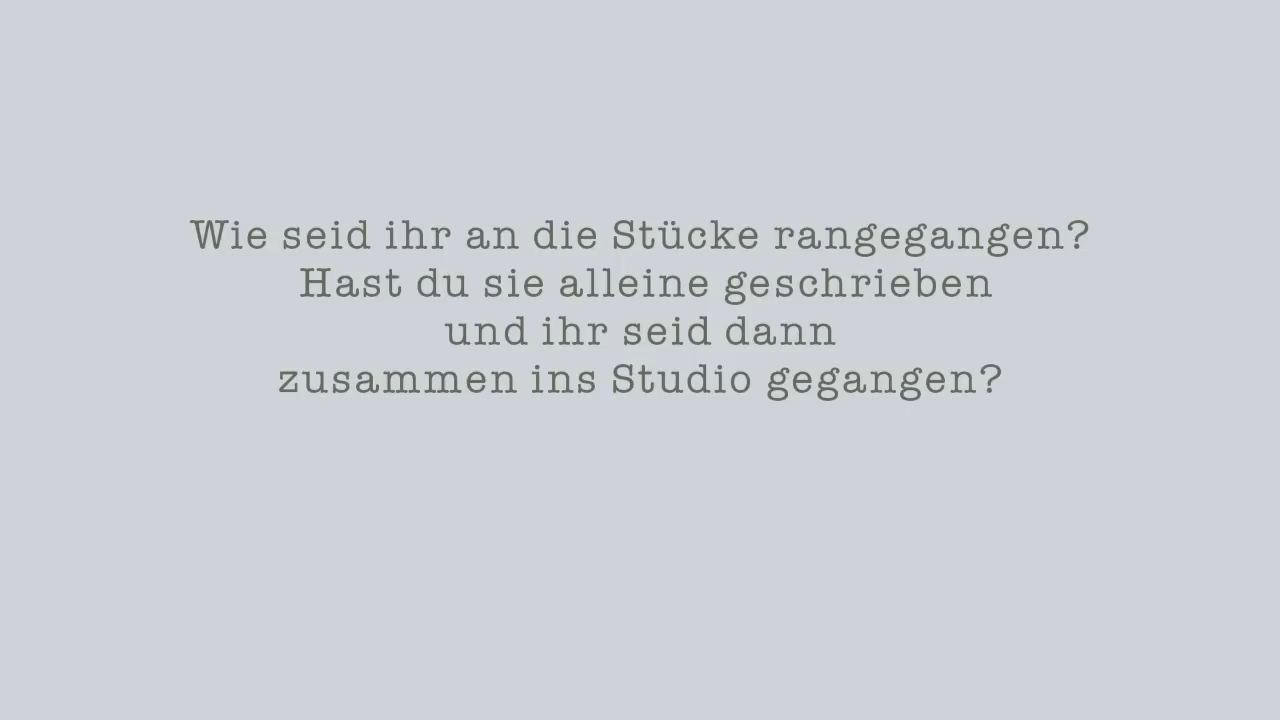 Wie seid ihr an die Stücke rangegangen?
Hast du sie alleine geschrieben
und ihr seid dann
zusammen ins Studio gegangen?